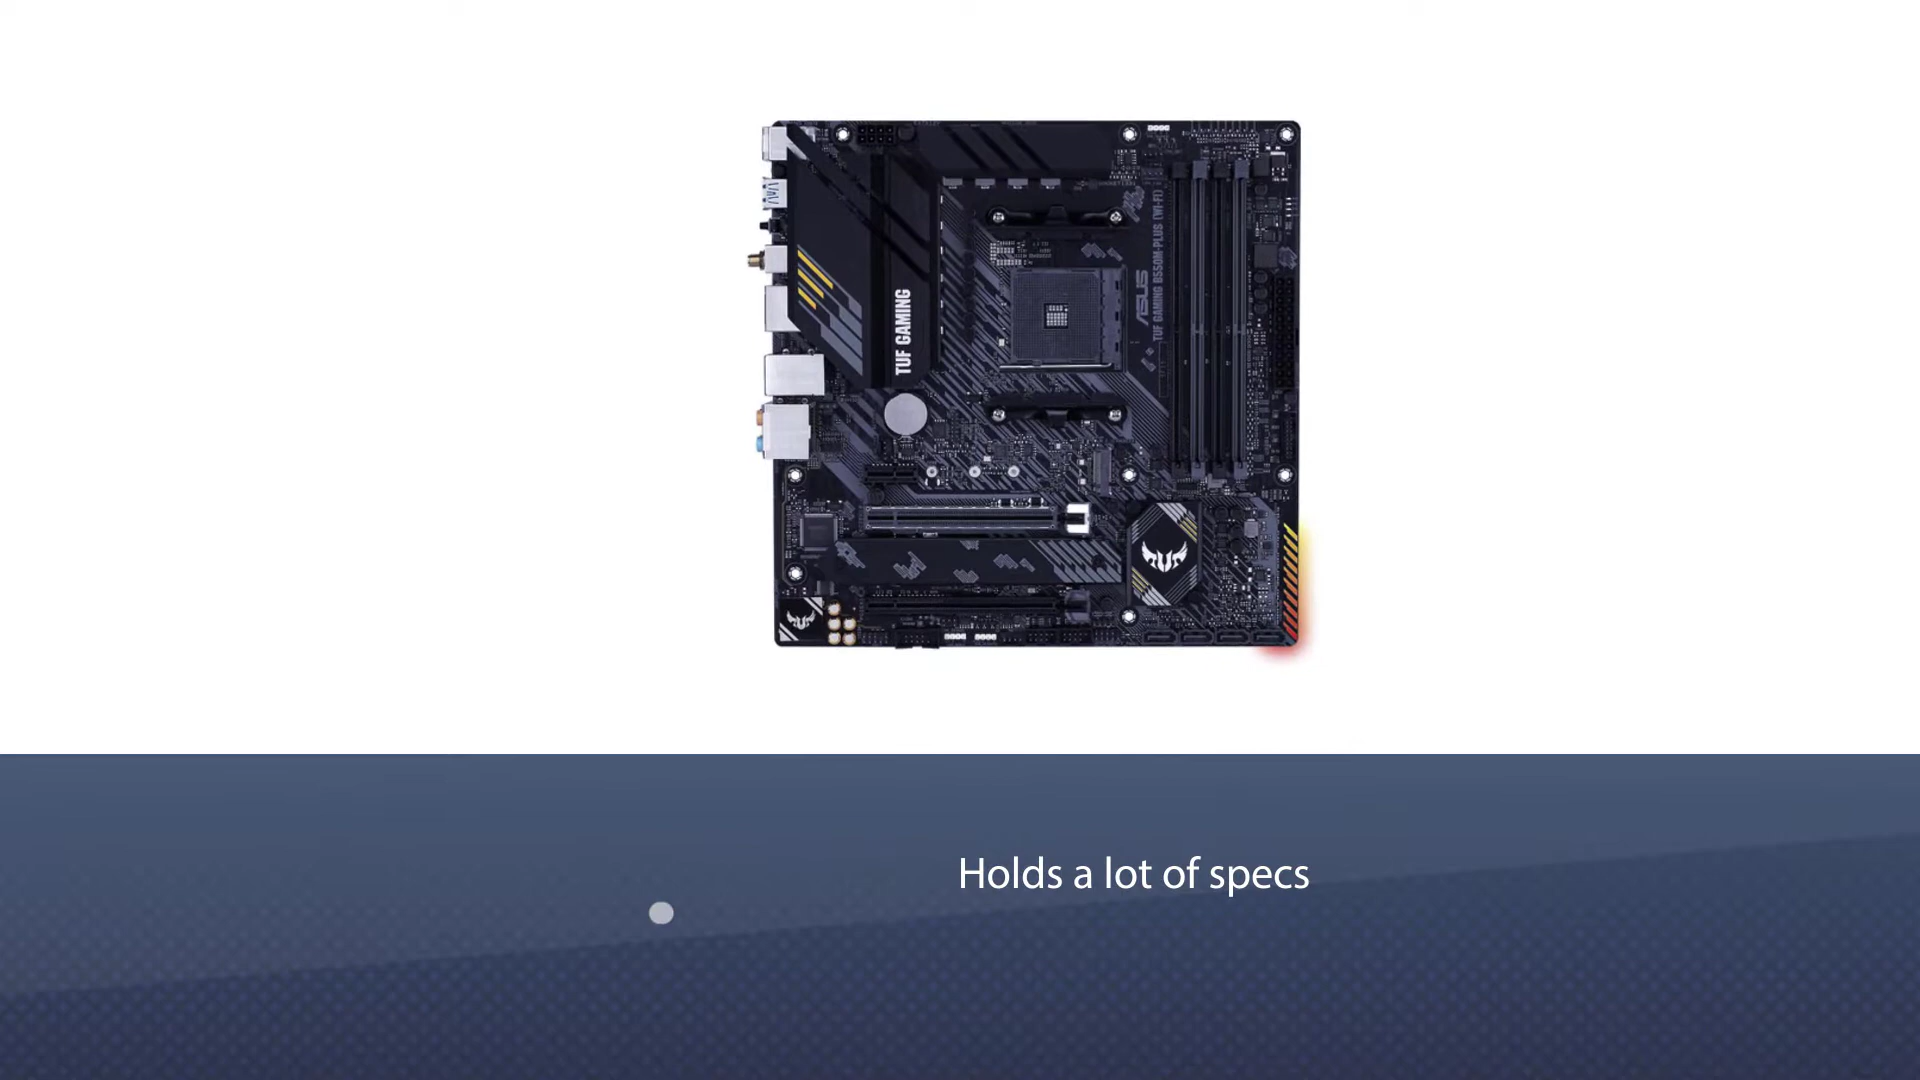 TUF GAMING
ASUS
TUF GAMING B550M-PLUS (WI-FI)
Holds a lot of specs